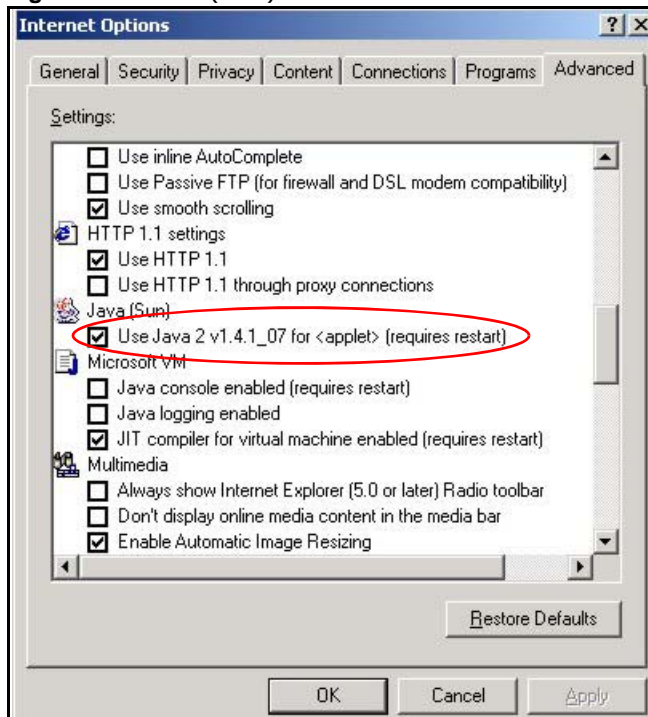 Internet Options
General Security Privacy Content Connections Programs Advanced
Settings:
Use inline AutoComplete
Use Passive FTP (for firewall and DSL modem compatibility)
Use smooth scrolling
HTTP 1.1 settings
Use HTTP 1.1
Use HTTP 1.1 through proxy connections
Java (Sun)
Use Java 2 v1.4.1_07 for <applet> (requires restart)
Microsoft VM
Java console enabled (requires restart)
Java logging enabled
JIT compiler for virtual machine enabled (requires restart)
Multimedia
Always show Internet Explorer (5.0 or later) Radio toolbar
Don't display online media content in the media bar
Enable Automatic Image Resizing
Restore Defaults
OK Cancel Apply